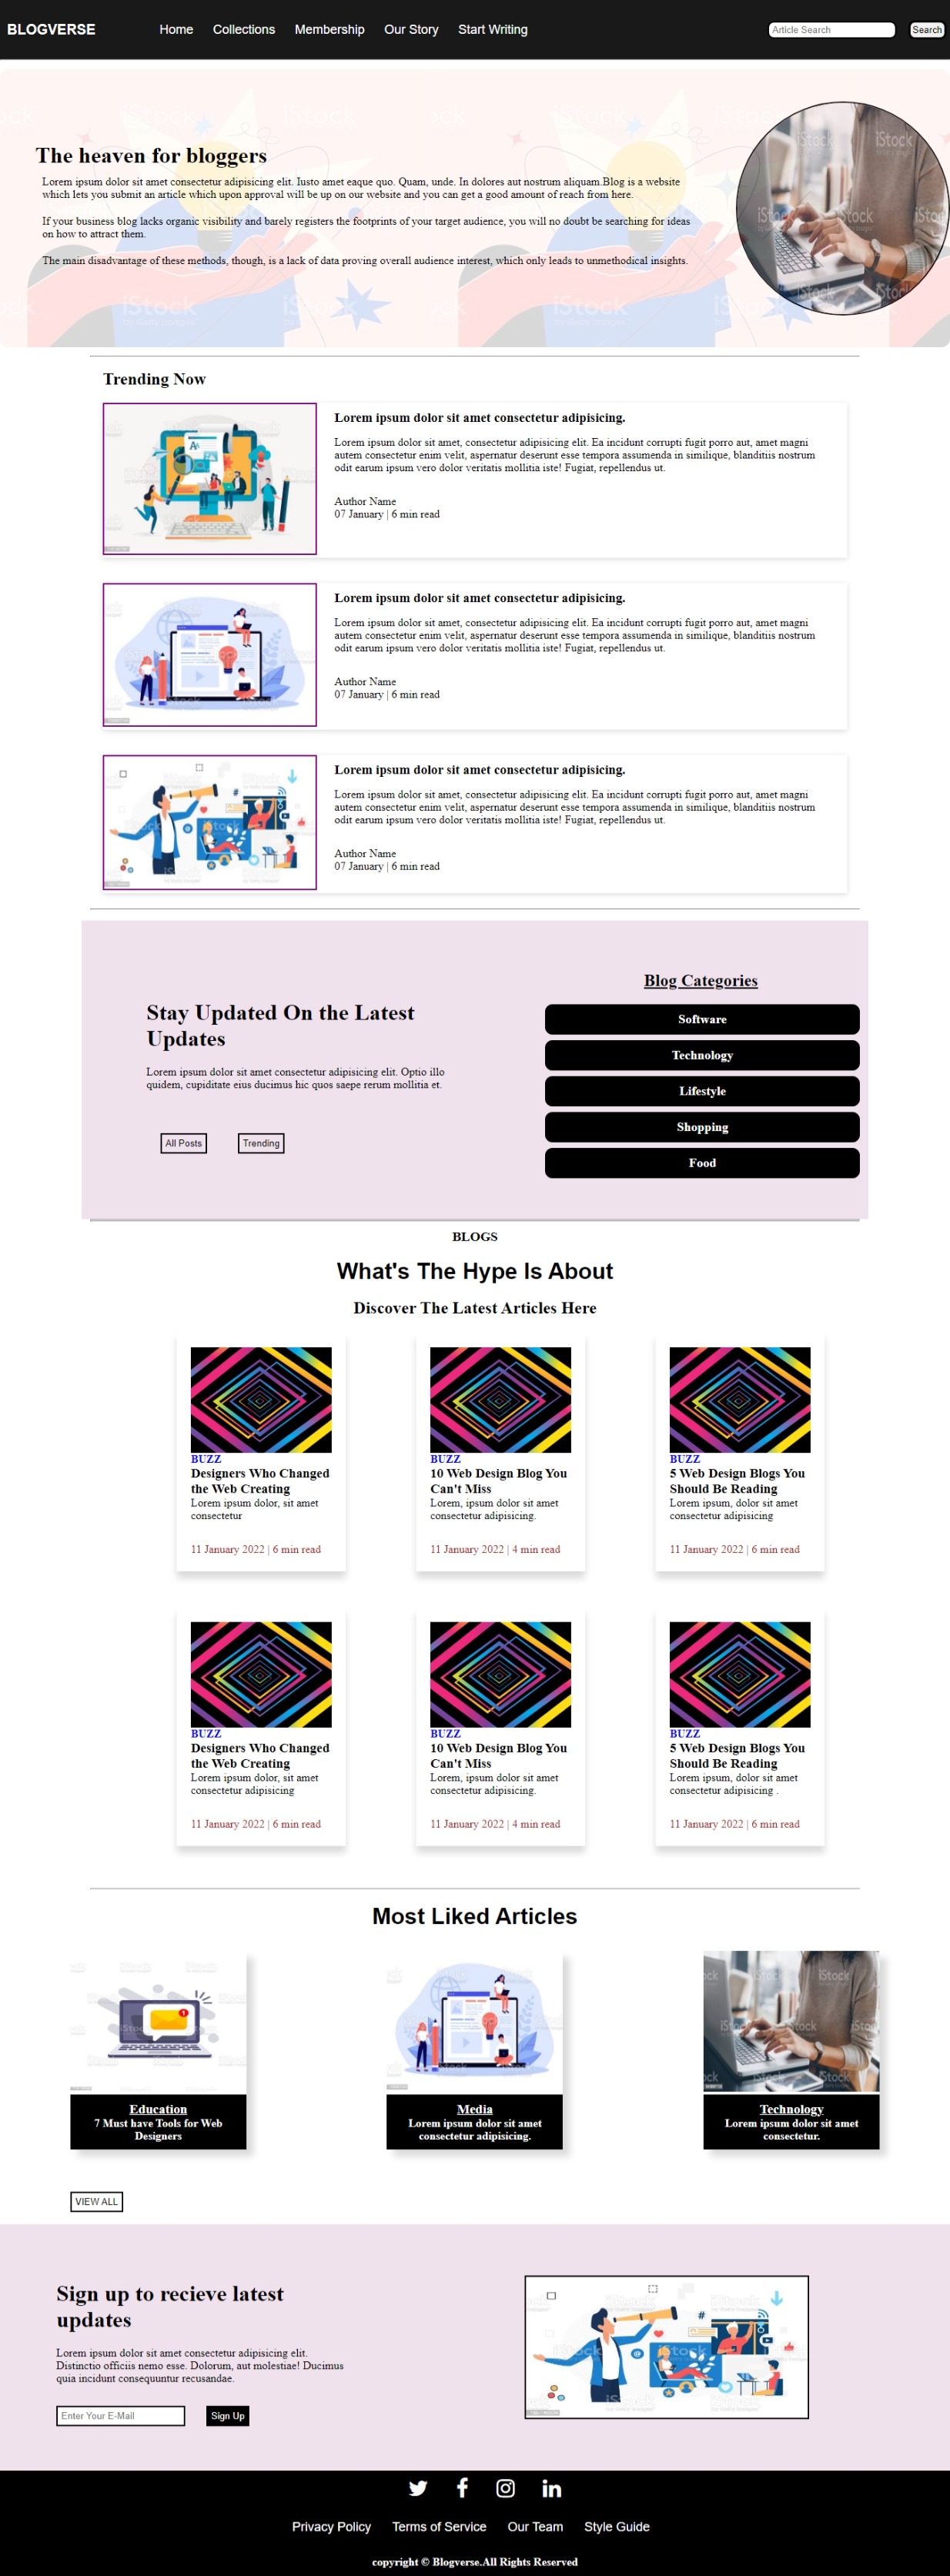 BLOGVERSE
Home Collections Membership Our Story Start Writing
Article Search Search
The heaven for bloggers
Lorem ipsum dolor sit amet consectetur adipisicing elit. Iusto amet eaque quo. Quam, unde. In dolores aut nostrum aliquam.Blog is a website
which lets you submit an article which upon approval will be up on our website and you can get a good amount of reach from here.
If your business blog lacks organic visibility and barely registers the footprints of your target audience, you will no doubt be searching for ideas
on how to attract them.
The main disadvantage of these methods, though, is a lack of data proving overall audience interest, which only leads to unmethodical insights.
iStock
iStock
iStock
iStock
by Getty Images
Trending Now
Lorem ipsum dolor sit amet consectetur adipisicing.
Lorem ipsum dolor sit amet, consectetur adipisicing elit. Ea incidunt corrupti fugit porro aut, amet magni
autem consectetur enim velit, aspernatur deserunt esse tempora assumenda in similique, blanditiis nostrum
odit earum ipsum vero dolor veritatis mollitia iste! Fugiat, repellendus ut.
Author Name
07 January | 6 min read
Lorem ipsum dolor sit amet consectetur adipisicing.
Lorem ipsum dolor sit amet, consectetur adipisicing elit. Ea incidunt corrupti fugit porro aut, amet magni
autem consectetur enim velit, aspernatur deserunt esse tempora assumenda in similique, blanditiis nostrum
odit earum ipsum vero dolor veritatis mollitia iste! Fugiat, repellendus ut.
Author Name
07 January | 6 min read
Lorem ipsum dolor sit amet consectetur adipisicing.
Lorem ipsum dolor sit amet, consectetur adipisicing elit. Ea incidunt corrupti fugit porro aut, amet magni
autem consectetur enim velit, aspernatur deserunt esse tempora assumenda in similique, blanditiis nostrum
odit earum ipsum vero dolor veritatis mollitia iste! Fugiat, repellendus ut.
Author Name
07 January | 6 min read
Stay Updated On the Latest
Updates
Lorem ipsum dolor sit amet consectetur adipisicing elit. Optio illo
quidem, cupiditate eius ducimus hic quos saepe rerum mollitia et.
All Posts Trending
Blog Categories
Software
Technology
Lifestyle
Shopping
Food
BLOGS
What's The Hype Is About
Discover The Latest Articles Here
BUZZ
Designers Who Changed
the Web Creating
Lorem ipsum dolor, sit amet
consectetur
11 January 2022 | 6 min read
BUZZ
10 Web Design Blog You
Can't Miss
Lorem, ipsum dolor sit amet
consectetur adipisicing.
11 January 2022 | 4 min read
BUZZ
5 Web Design Blogs You
Should Be Reading
Lorem ipsum, dolor sit amet
consectetur adipisicing
11 January 2022 | 6 min read
BUZZ
Designers Who Changed
the Web Creating
Lorem ipsum dolor, sit amet
consectetur adipisicing
11 January 2022 | 6 min read
BUZZ
10 Web Design Blog You
Can't Miss
Lorem, ipsum dolor sit amet
consectetur adipisicing.
11 January 2022 | 4 min read
BUZZ
5 Web Design Blogs You
Should Be Reading
Lorem ipsum, dolor sit amet
consectetur adipisicing .
11 January 2022 | 6 min read
Most Liked Articles
Education
7 Must have Tools for Web
Designers
Media
Lorem ipsum dolor sit amet
consectetur adipisicing.
Technology
Lorem ipsum dolor sit amet
consectetur.
VIEW ALL
Sign up to recieve latest
updates
Lorem ipsum dolor sit amet consectetur adipisicing elit.
Distinctio officiis nemo esse. Dolorum, aut molestiae! Ducimus
quia incidunt consequuntur recusandae.
Enter Your E-Mail Sign Up
Privacy Policy Terms of Service Our Team Style Guide
copyright © Blogverse.All Rights Reserved